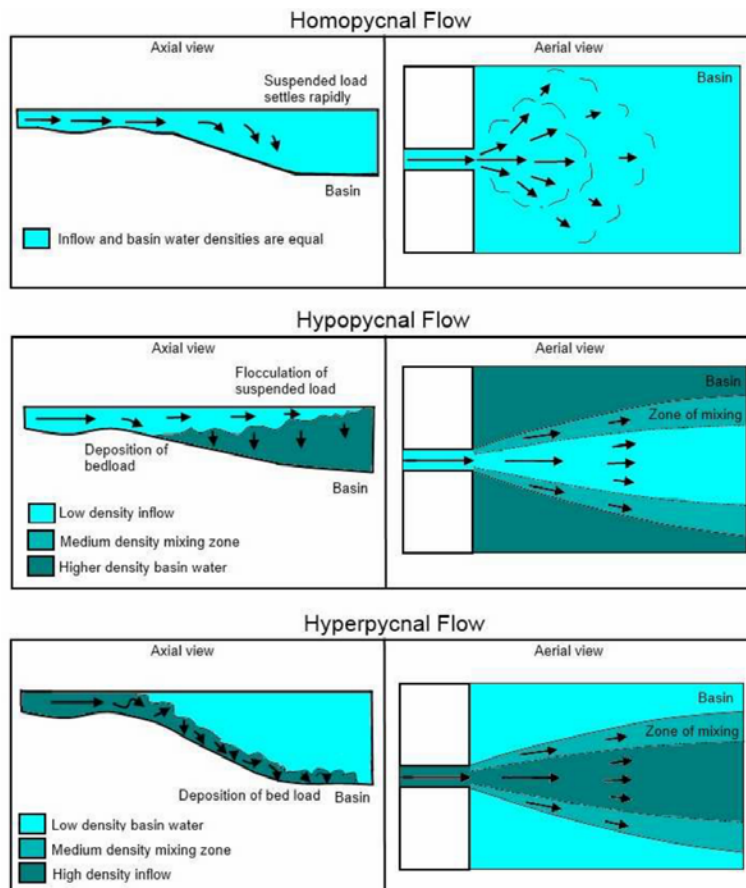 Homopycnal Flow
Axial view
Suspended load
settles rapidly
Basin
Inflow and basin water densities are equal
Aerial view
Basin
Hypopycnal Flow
Axial view
Flocculation of
suspended load
Deposition of
bedload
Basin
Low density inflow
Medium density mixing zone
Higher density basin water
Aerial view
Basin
Zone of mixing
Hyperpycnal Flow
Axial view
Deposition of bed load
Basin
Low density basin water
Medium density mixing zone
High density inflow
Aerial view
Basin
Zone of mixing